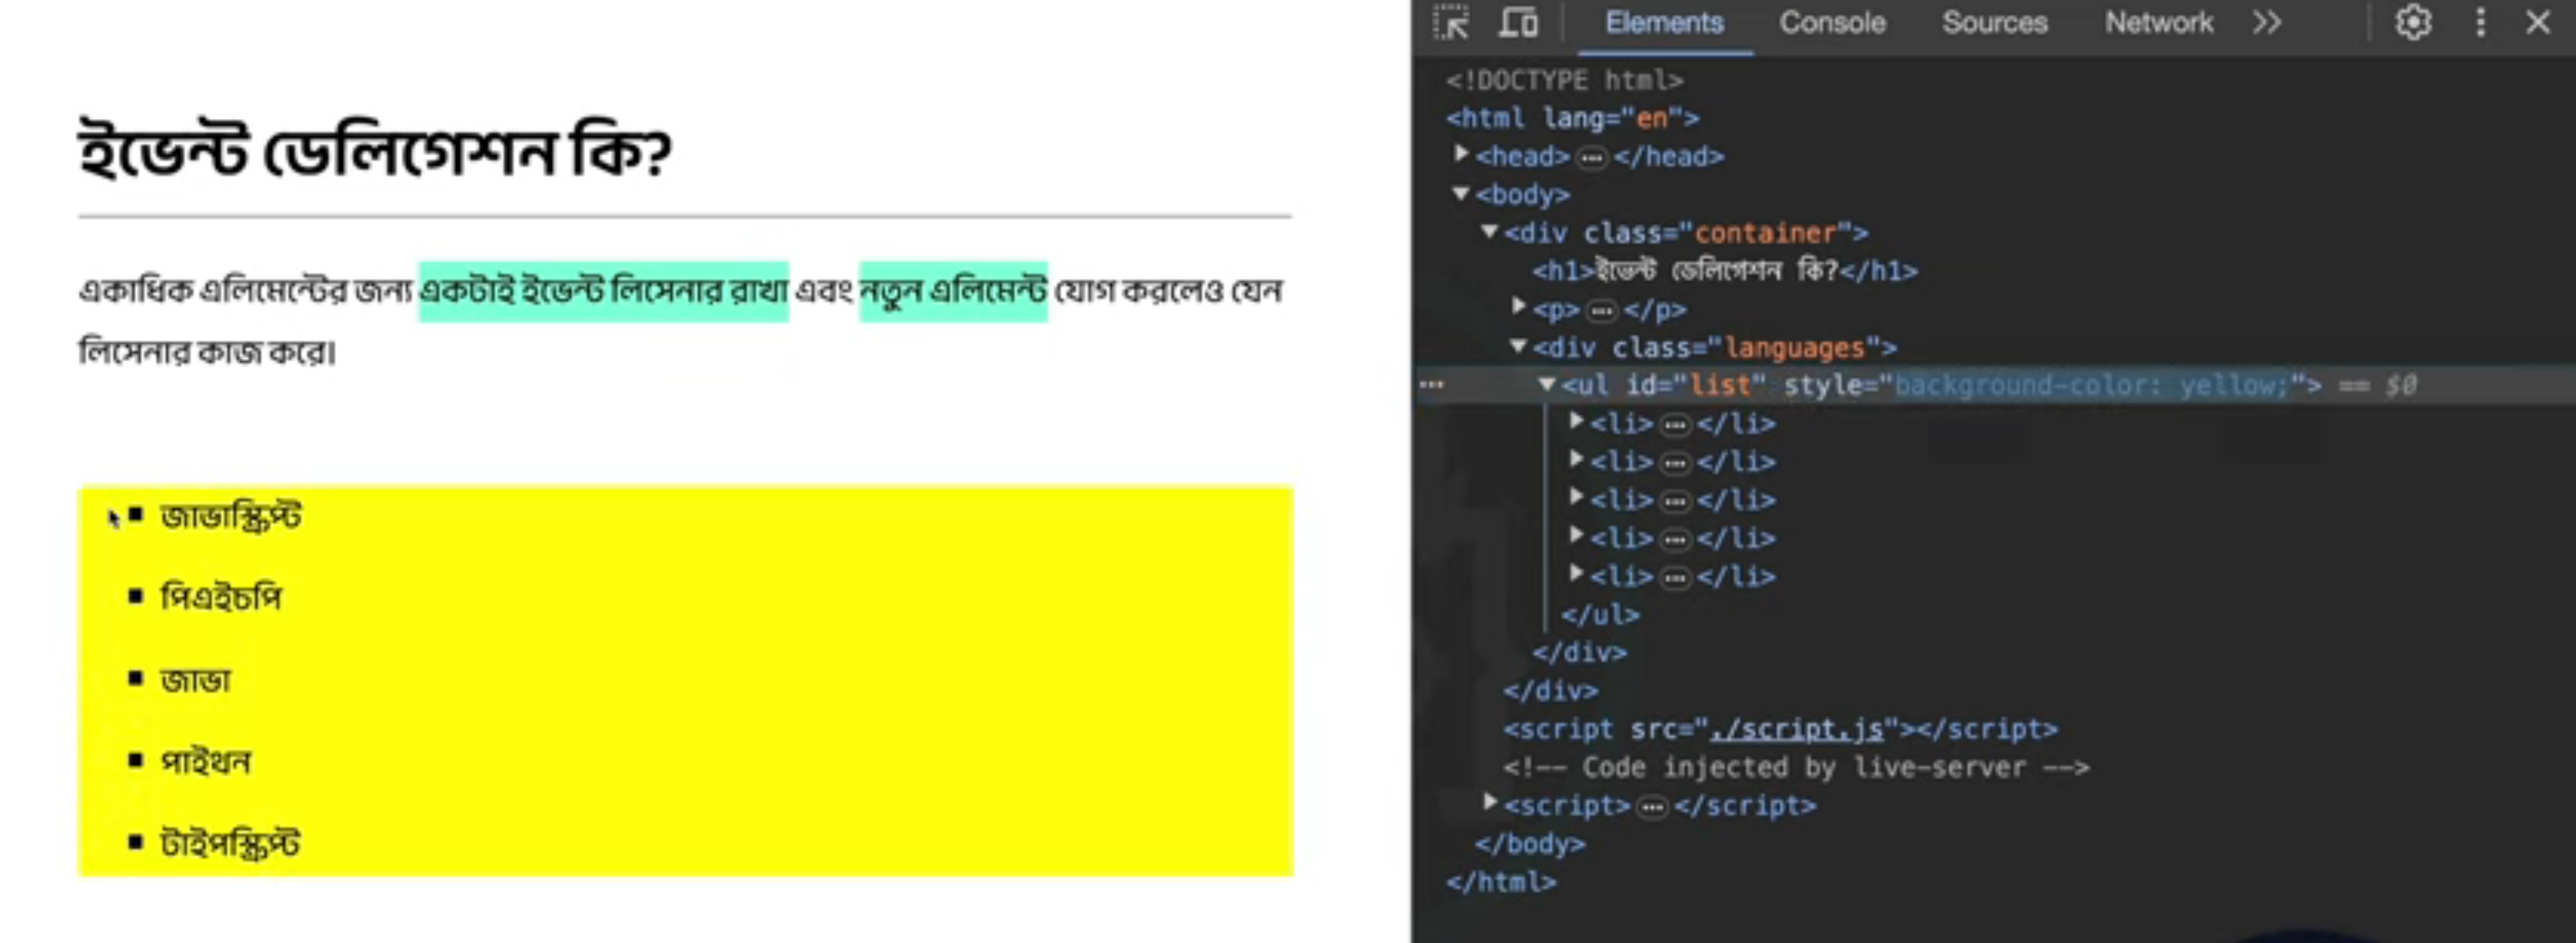 ইভেন্ট ডেলিগেশন কি?
একাধিক এলিমেন্টের জন্য একটাই ইভেন্ট লিসেনার রাখা এবং নতুন এলিমেন্ট যোগ করলেও যেন
লিসেনার কাজ করে।
জাভাস্ক্রিপ্ট
পিএইচপি
জাভা
পাইথন
টাইপস্ক্রিপ্ট
Elements Console Sources Network
<!DOCTYPE html>
<html lang="en">
<head> ⋯ </head>
<body>
<div class="container">
<h1>ইভেন্ট ডেলিগেশন কি?</h1>
<p> ⋯ </p>
<div class="languages">
<ul id="list" style="background-color: yellow;"> == $0
<li> ⋯ </li>
<li> ⋯ </li>
<li> ⋯ </li>
<li> ⋯ </li>
<li> ⋯ </li>
</ul>
</div>
</div>
<script src="./script.js"></script>
<!-- Code injected by live-server -->
<script> ⋯ </script>
</body>
</html>